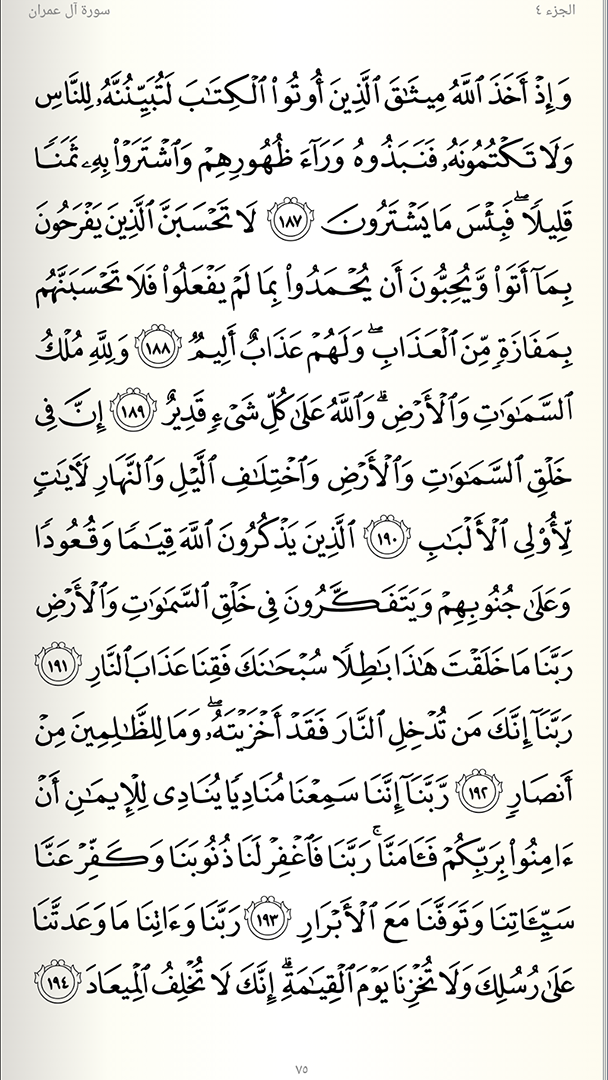 الجزء ٤
سورة آل عمران
وَإِذۡ أَخَذَ ٱللَّهُ مِيثَٰقَ ٱلَّذِينَ أُوتُواْ ٱلۡكِتَٰبَ لَتُبَيِّنُنَّهُۥ لِلنَّاسِ
وَلَا تَكۡتُمُونَهُۥ فَنَبَذُوهُ وَرَآءَ ظُهُورِهِمۡ وَٱشۡتَرَوۡاْ بِهِۦ ثَمَنٗا
قَلِيلٗاۖ فَبِئۡسَ مَا يَشۡتَرُونَ ١٨٧ لَا تَحۡسَبَنَّ ٱلَّذِينَ يَفۡرَحُونَ
بِمَآ أَتَواْ وَّيُحِبُّونَ أَن يُحۡمَدُواْ بِمَا لَمۡ يَفۡعَلُواْ فَلَا تَحۡسَبَنَّهُم
بِمَفَازَةٖ مِّنَ ٱلۡعَذَابِۖ وَلَهُمۡ عَذَابٌ أَلِيمٞ ١٨٨ وَلِلَّهِ مُلۡكُ
ٱلسَّمَٰوَٰتِ وَٱلۡأَرۡضِۗ وَٱللَّهُ عَلَىٰ كُلِّ شَيۡءٖ قَدِيرٌ ١٨٩ إِنَّ فِي
خَلۡقِ ٱلسَّمَٰوَٰتِ وَٱلۡأَرۡضِ وَٱخۡتِلَٰفِ ٱلَّيۡلِ وَٱلنَّهَارِ لَأٓيَٰتٖ
لِّأُوْلِي ٱلۡأَلۡبَٰبِ ١٩٠ ٱلَّذِينَ يَذۡكُرُونَ ٱللَّهَ قِيَٰمٗا وَقُعُودٗا
وَعَلَىٰ جُنُوبِهِمۡ وَيَتَفَكَّرُونَ فِي خَلۡقِ ٱلسَّمَٰوَٰتِ وَٱلۡأَرۡضِ
رَبَّنَا مَا خَلَقۡتَ هَٰذَا بَٰطِلٗا سُبۡحَٰنَكَ فَقِنَا عَذَابَ ٱلنَّارِ ١٩١
رَبَّنَآ إِنَّكَ مَن تُدۡخِلِ ٱلنَّارَ فَقَدۡ أَخۡزَيۡتَهُۥۖ وَمَا لِلظَّٰلِمِينَ مِنۡ
أَنصَارٖ ١٩٢ رَّبَّنَآ إِنَّنَا سَمِعۡنَا مُنَادِيٗا يُنَادِي لِلۡإِيمَٰنِ أَنۡ
ءَامِنُواْ بِرَبِّكُمۡ فَـَٔامَنَّاۚ رَبَّنَا فَٱغۡفِرۡ لَنَا ذُنُوبَنَا وَكَفِّرۡ عَنَّا
سَيِّـَٔاتِنَا وَتَوَفَّنَا مَعَ ٱلۡأَبۡرَارِ ١٩٣ رَبَّنَا وَءَاتِنَا مَا وَعَدتَّنَا
عَلَىٰ رُسُلِكَ وَلَا تُخۡزِنَا يَوۡمَ ٱلۡقِيَٰمَةِۖ إِنَّكَ لَا تُخۡلِفُ ٱلۡمِيعَادَ ١٩٤
٧٥